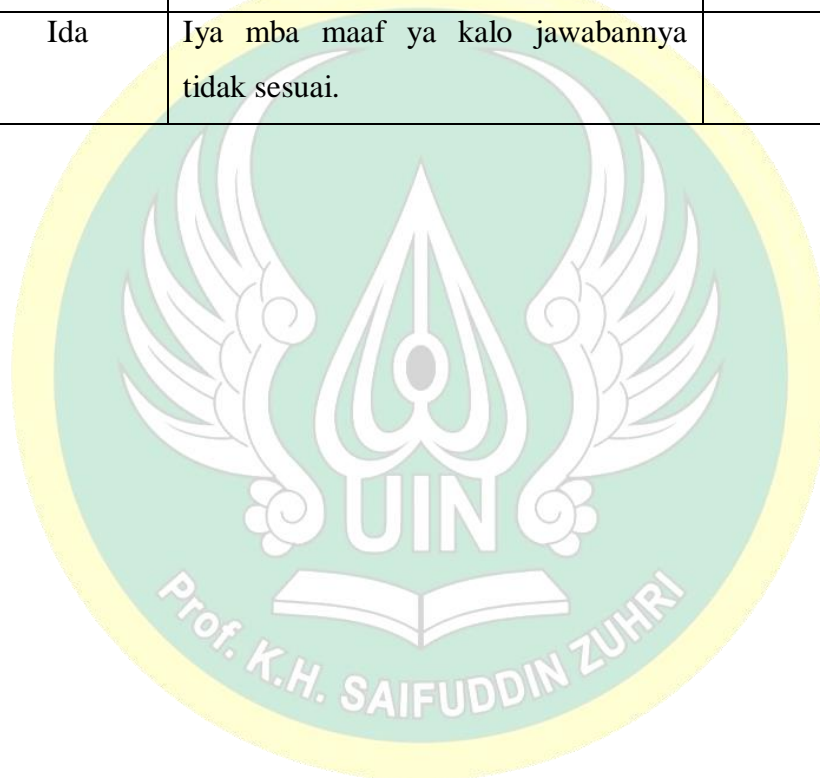 Ida
Iya mba maaf ya kalo jawabannya
tidak sesuai.
UIN
Prof. K.H. SAIFUDDIN ZUHRI